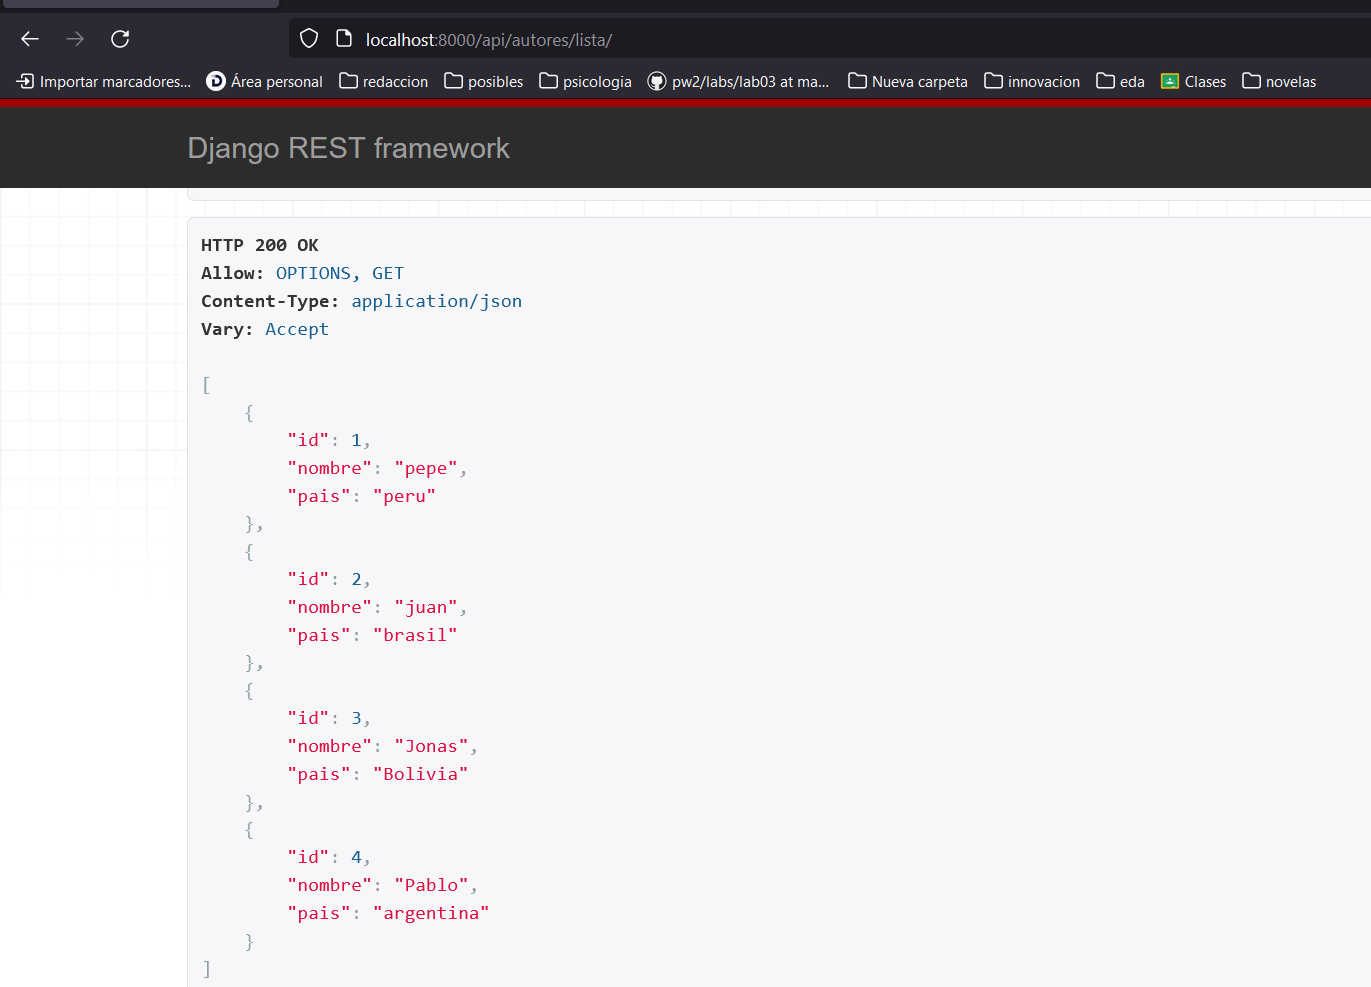 localhost:8000/api/autores/lista/
Importar marcadores... Área personal redaccion posibles psicologia pw2/labs/lab03 at ma... Nueva carpeta innovacion eda Clases novelas
Django REST framework
HTTP 200 OK
Allow: OPTIONS, GET
Content-Type: application/json
Vary: Accept
[
{
"id": 1,
"nombre": "pepe",
"pais": "peru"
},
{
"id": 2,
"nombre": "juan",
"pais": "brasil"
},
{
"id": 3,
"nombre": "Jonas",
"pais": "Bolivia"
},
{
"id": 4,
"nombre": "Pablo",
"pais": "argentina"
}
]